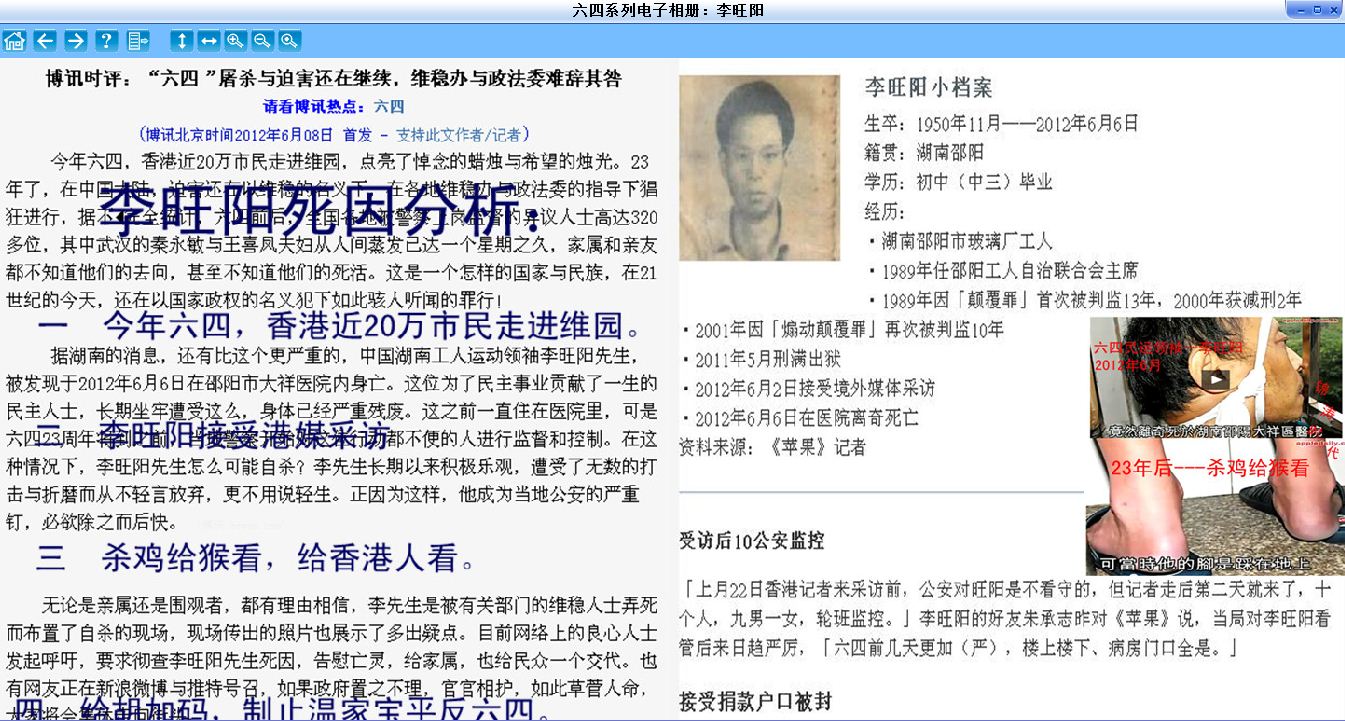 六四系列电子相册：李旺阳
博讯时评：“六四”屠杀与迫害还在继续，维稳办与政法委难辞其咎
请看博讯热点：六四
（博讯北京时间2012年6月08日 首发 - 支持此文作者/记者）
今年六四，香港近20万市民走进维园，点亮了悼念的蜡烛与希望的烛光。23
年了，在中国大陆，迫害还在以维稳的名义下，在各地维稳办与政法委的指导下猖
李旺阳死因分析：
狂进行，据不完全统计，六四前后，全国各地被警察上岗监督的异议人士高达320
多位，其中武汉的秦永敏与王喜凤夫妇从人间蒸发已达一个星期之久，家属和亲友
都不知道他们的去向，甚至不知道他们的死活。这是一个怎样的国家与民族，在21
世纪的今天，还在以国家政权的名义犯下如此骇人听闻的罪行！
一 今年六四，香港近20万市民走进维园。
据湖南的消息，还有比这个更严重的，中国湖南工人运动领袖李旺阳先生，
被发现于2012年6月6日在邵阳市大祥医院内身亡。这位为了民主事业贡献了一生的
民主人士，长期坐牢遭受这么，身体已经严重残废。这之前一直住在医院里，可是
六四23周年
都不便的人进行监督和控制。在这
二 李旺阳接受港媒采访
种情况下，李旺阳先生怎么可能自杀？李先生长期以来积极乐观，遭受了无数的打
击与折磨而从不轻言放弃，更不用说轻生。正因为这样，他成为当地公安的严重
钉，必欲除之而后快。
三 杀鸡给猴看，给香港人看。
无论是亲属还是围观者，都有理由相信，李先生是被有关部门的维稳人士弄死
而布置了自杀的现场，现场传出的照片也展示了多出疑点。目前网络上的良心人士
发起呼吁，要求彻查李旺阳先生死因，告慰亡灵，给家属，也给民众一个交代。也
有网友正在新浪微博与推特号召，如果政府置之不理，官官相护，如此草菅人命，
四 给胡加码，制止温家宝平反六四。
李旺阳小档案
生卒：1950年11月——2012年6月6日
籍贯：湖南邵阳
学历：初中（中三）毕业
经历：
·湖南邵阳市玻璃厂工人
·1989年任邵阳工人自治联合会主席
·1989年因「颠覆罪」首次被判监13年，2000年获减刑2年
·2001年因「煽动颠覆罪」再次被判监10年
·2011年5月刑满出狱
·2012年6月2日接受境外媒体采访
·2012年6月6日在医院离奇死亡
资料来源：《苹果》记者
2012年6月
竟然離奇死於湖南邵陽大祥區醫院
23年后---杀鸡给猴看
可當時他的腳是踩在地上
受访后10公安监控
「上月22日香港记者来采访前，公安对旺阳是不看守的，但记者走后第二天就来了，十
个人，九男一女，轮班监控。」李旺阳的好友朱承志昨对《苹果》说，当局对李旺阳看
管后来日趋严厉，「六四前几天更加（严），楼上楼下、病房门口全是。」
接受捐款户口被封